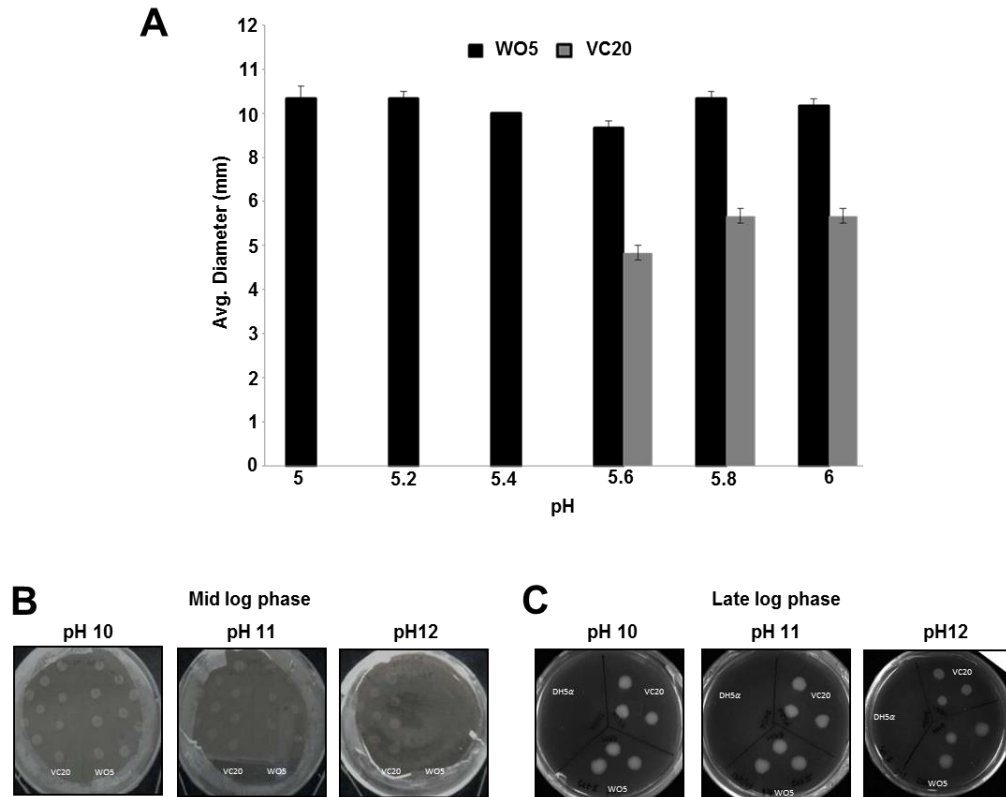 A
WO5 VC20
Avg. Diameter (mm)
12
11
10
8
6
5
4
3
2
1
0
5 5.2 5.4 5.6 5.8 6
pH
B
Mid log phase
pH 10 pH 11 pH12
VC20 WO5
VC20 WO5
VC20 WO5
C
Late log phase
pH 10 pH 11 pH12
DH5α VC20
WO5
DH5α VC20
WO5
DH5α VC20
WO5